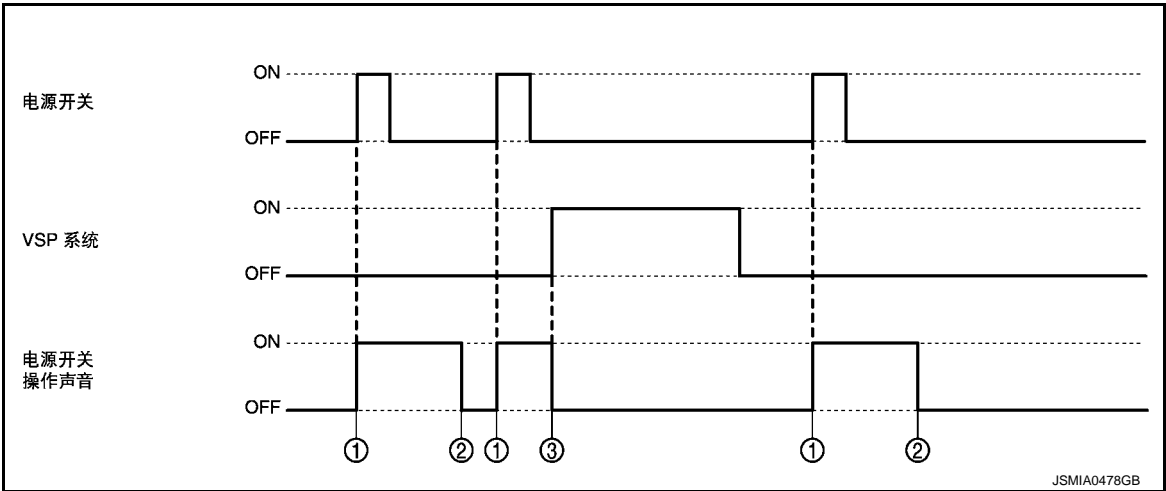 ON
电源开关
OFF
ON
VSP 系统
OFF
ON
电源开关
操作声音
OFF
① ② ① ③ ① ②
JSMIA0478GB